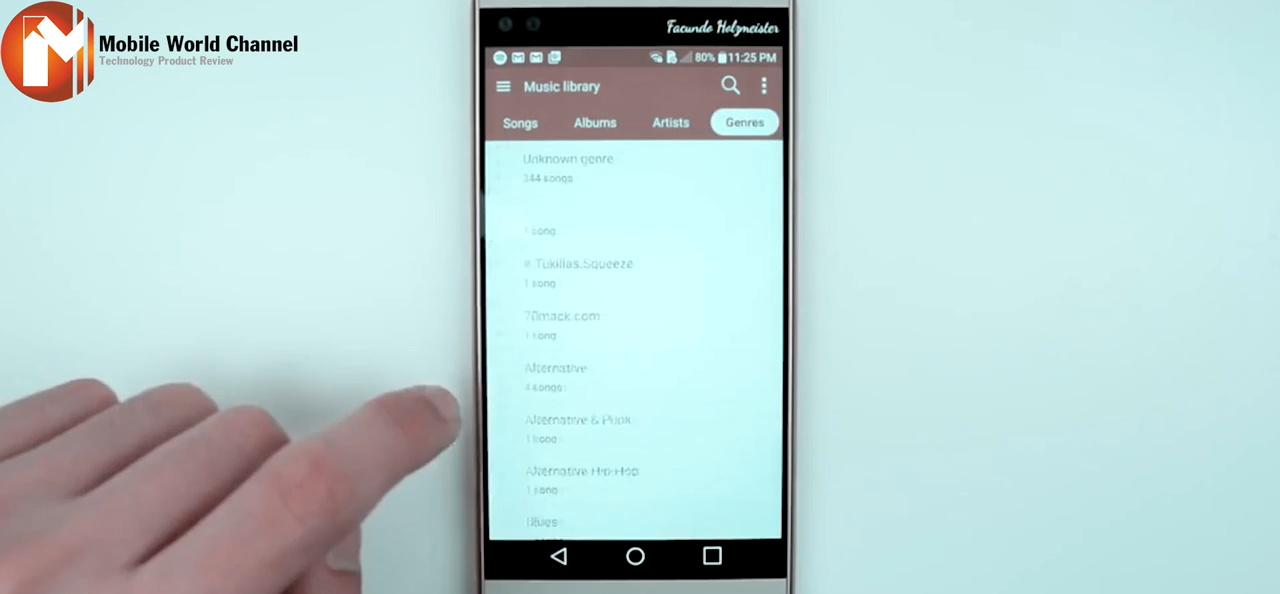 Mobile World Channel
Technology Product Review
Facundo Holzmeister
80% 11:25 PM
Music library
Songs Albums Artists Genres
Unknown genre
344 songs
1 song
# Tukillas.Squeeze
1 song
70mack.com
1 song
Alternative
4 songs
Alternative & Punk
1 song
Alternative Hip-Hop
1 song
Blues